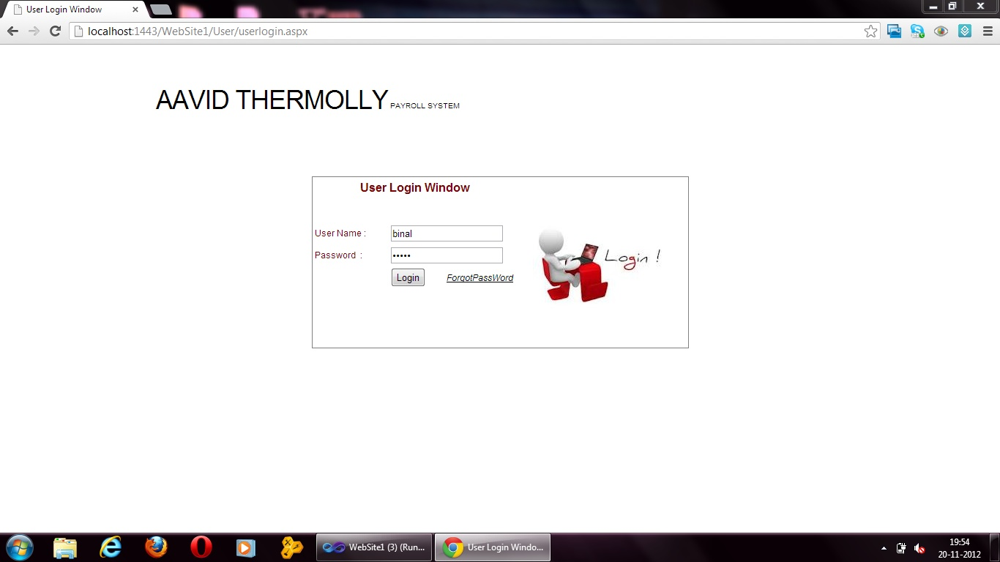 User Login Window
localhost:1443/WebSite1/User/userlogin.aspx
AAVID THERMOLLY PAYROLL SYSTEM
User Login Window
User Name : binal
Password : •••••
Login ForgotPassWord
Login !
WebSite1 (3) (Run...
User Login Windo...
19:54
20-11-2012